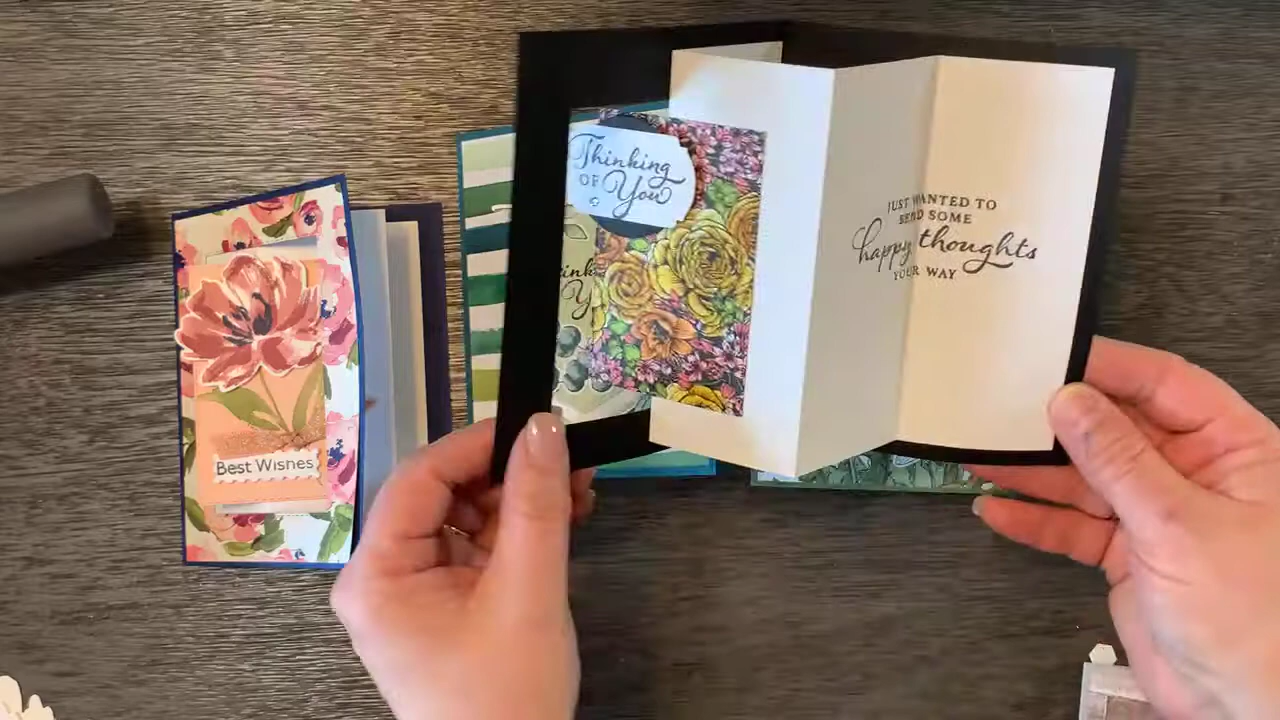 Thinking
OF You
JUST WANTED TO
SEND SOME
happy thoughts
YOUR WAY
Best Wishes